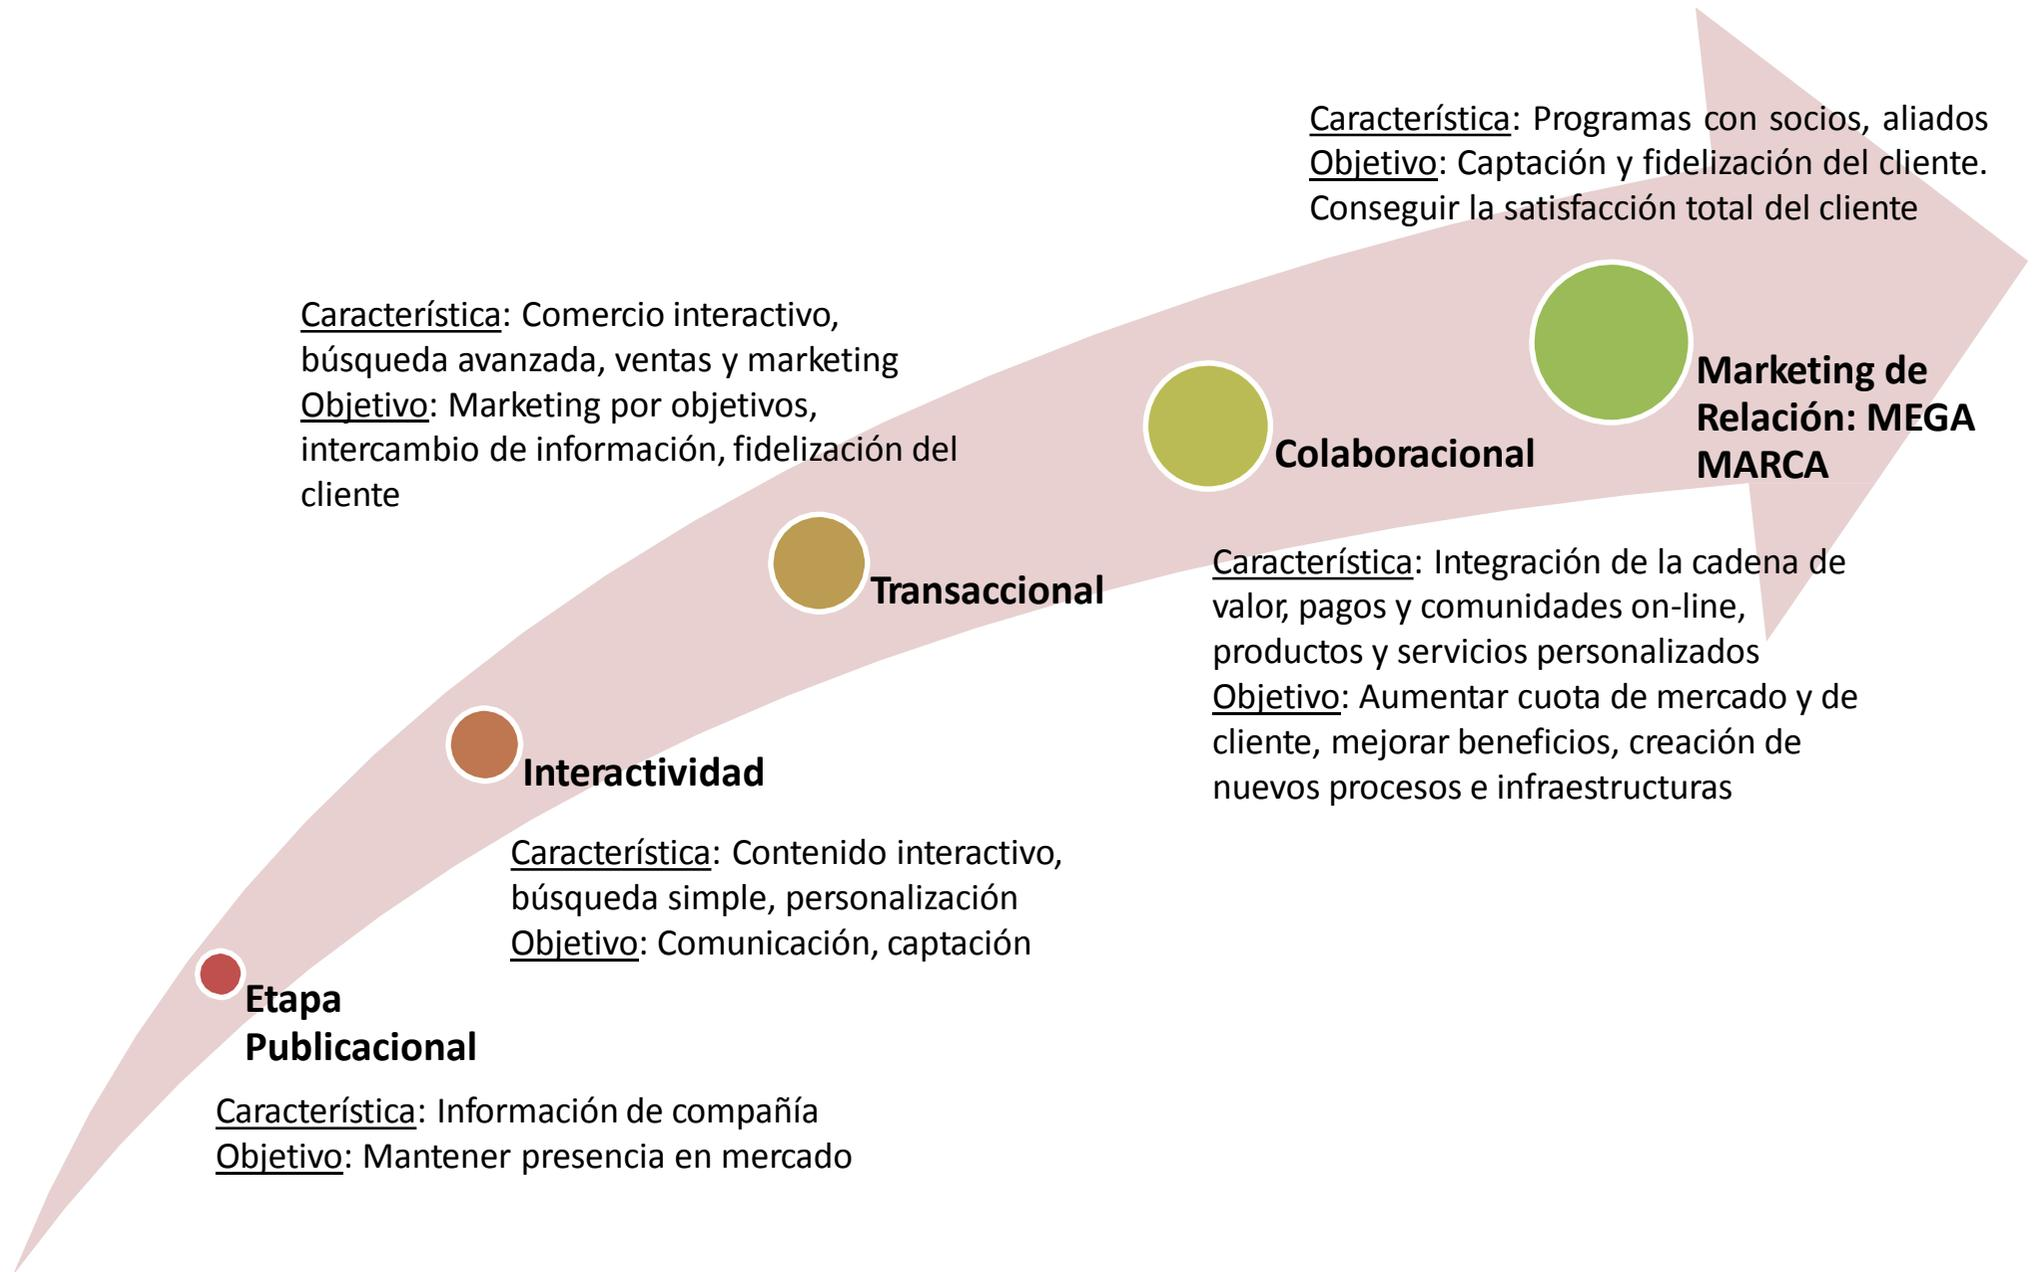 Característica: Programas con socios, aliados
Objetivo: Captación y fidelización del cliente.
Conseguir la satisfacción total del cliente
Característica: Comercio interactivo,
búsqueda avanzada, ventas y marketing
Objetivo: Marketing por objetivos,
intercambio de información, fidelización del
cliente
Marketing de
Relación: MEGA
MARCA
Colaboracional
Característica: Integración de la cadena de
valor, pagos y comunidades on-line,
productos y servicios personalizados
Objetivo: Aumentar cuota de mercado y de
cliente, mejorar beneficios, creación de
nuevos procesos e infraestructuras
Transaccional
Interactividad
Característica: Contenido interactivo,
búsqueda simple, personalización
Objetivo: Comunicación, captación
Etapa
Publicacional
Característica: Información de compañía
Objetivo: Mantener presencia en mercado